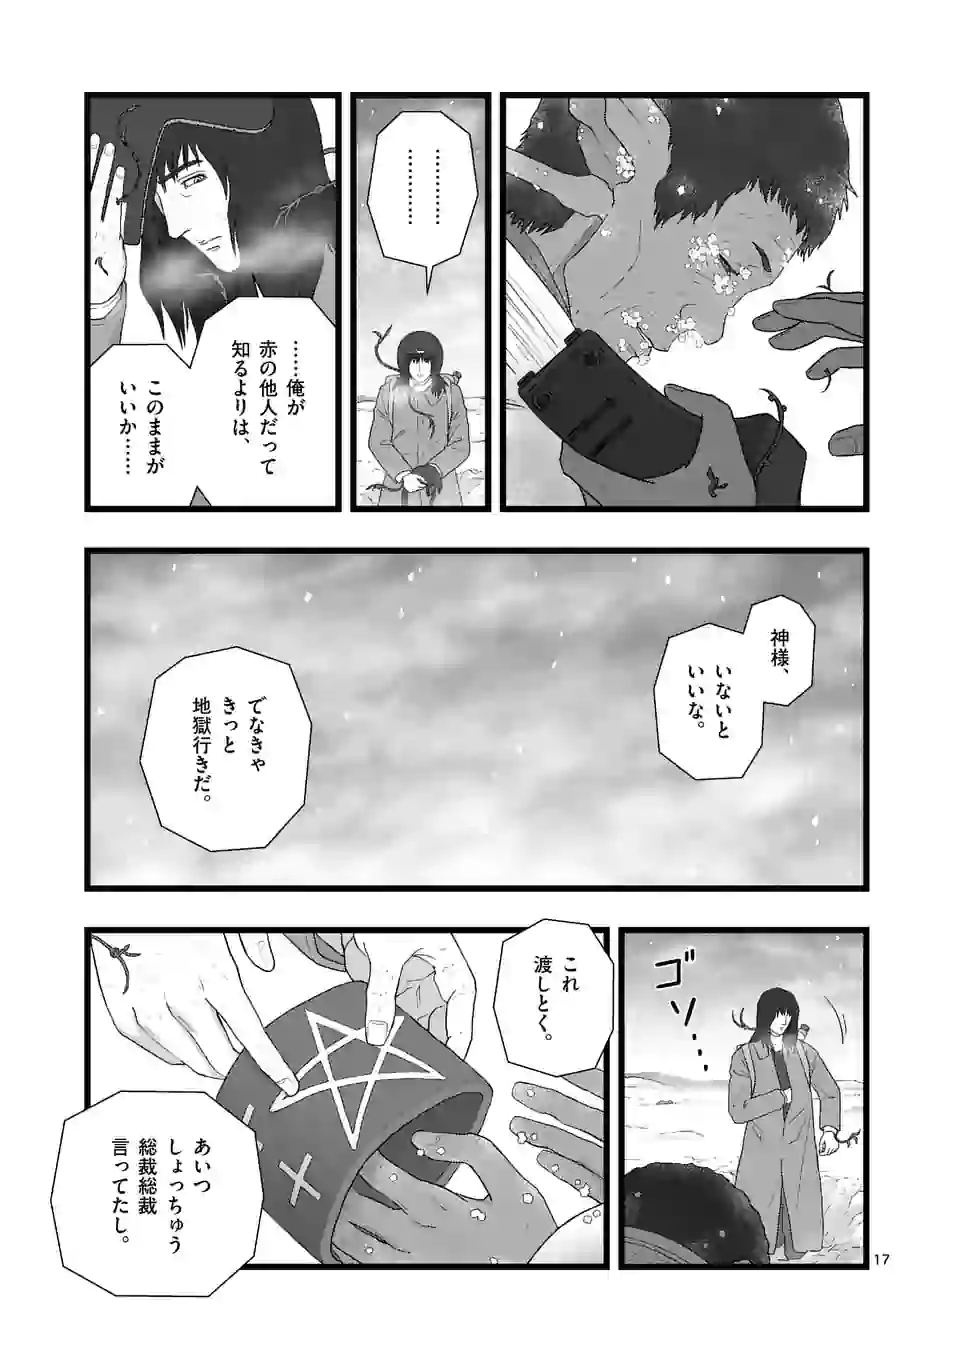 …………
…………
……俺が
赤の他人だって
知るよりは、
このままが
いいか……
神様、
いないと
いいな。
でなきゃ
きっと
地獄行きだ。
ゴソ…
これ
渡しとく。
あいつ
しょっちゅう
総裁総裁
言ってたし。
17